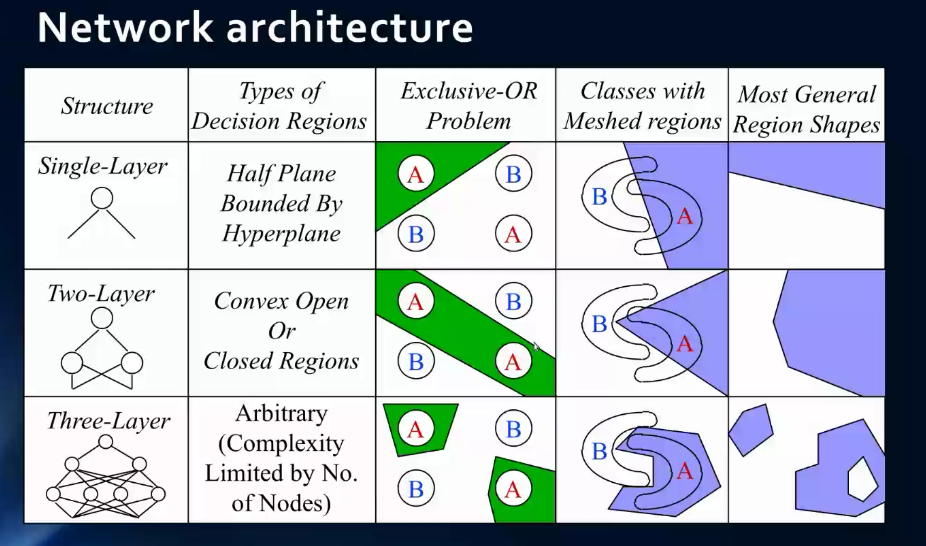 Network architecture
Structure
Types of
Decision Regions
Exclusive-OR
Problem
Classes with
Meshed regions
Most General
Region Shapes
Single-Layer
Half Plane
Bounded By
Hyperplane
A
B
B
A
B
A
Two-Layer
Convex Open
Or
Closed Regions
A
B
B
A
B
A
Three-Layer
Arbitrary
(Complexity
Limited by No.
of Nodes)
A
B
B
A
B
A